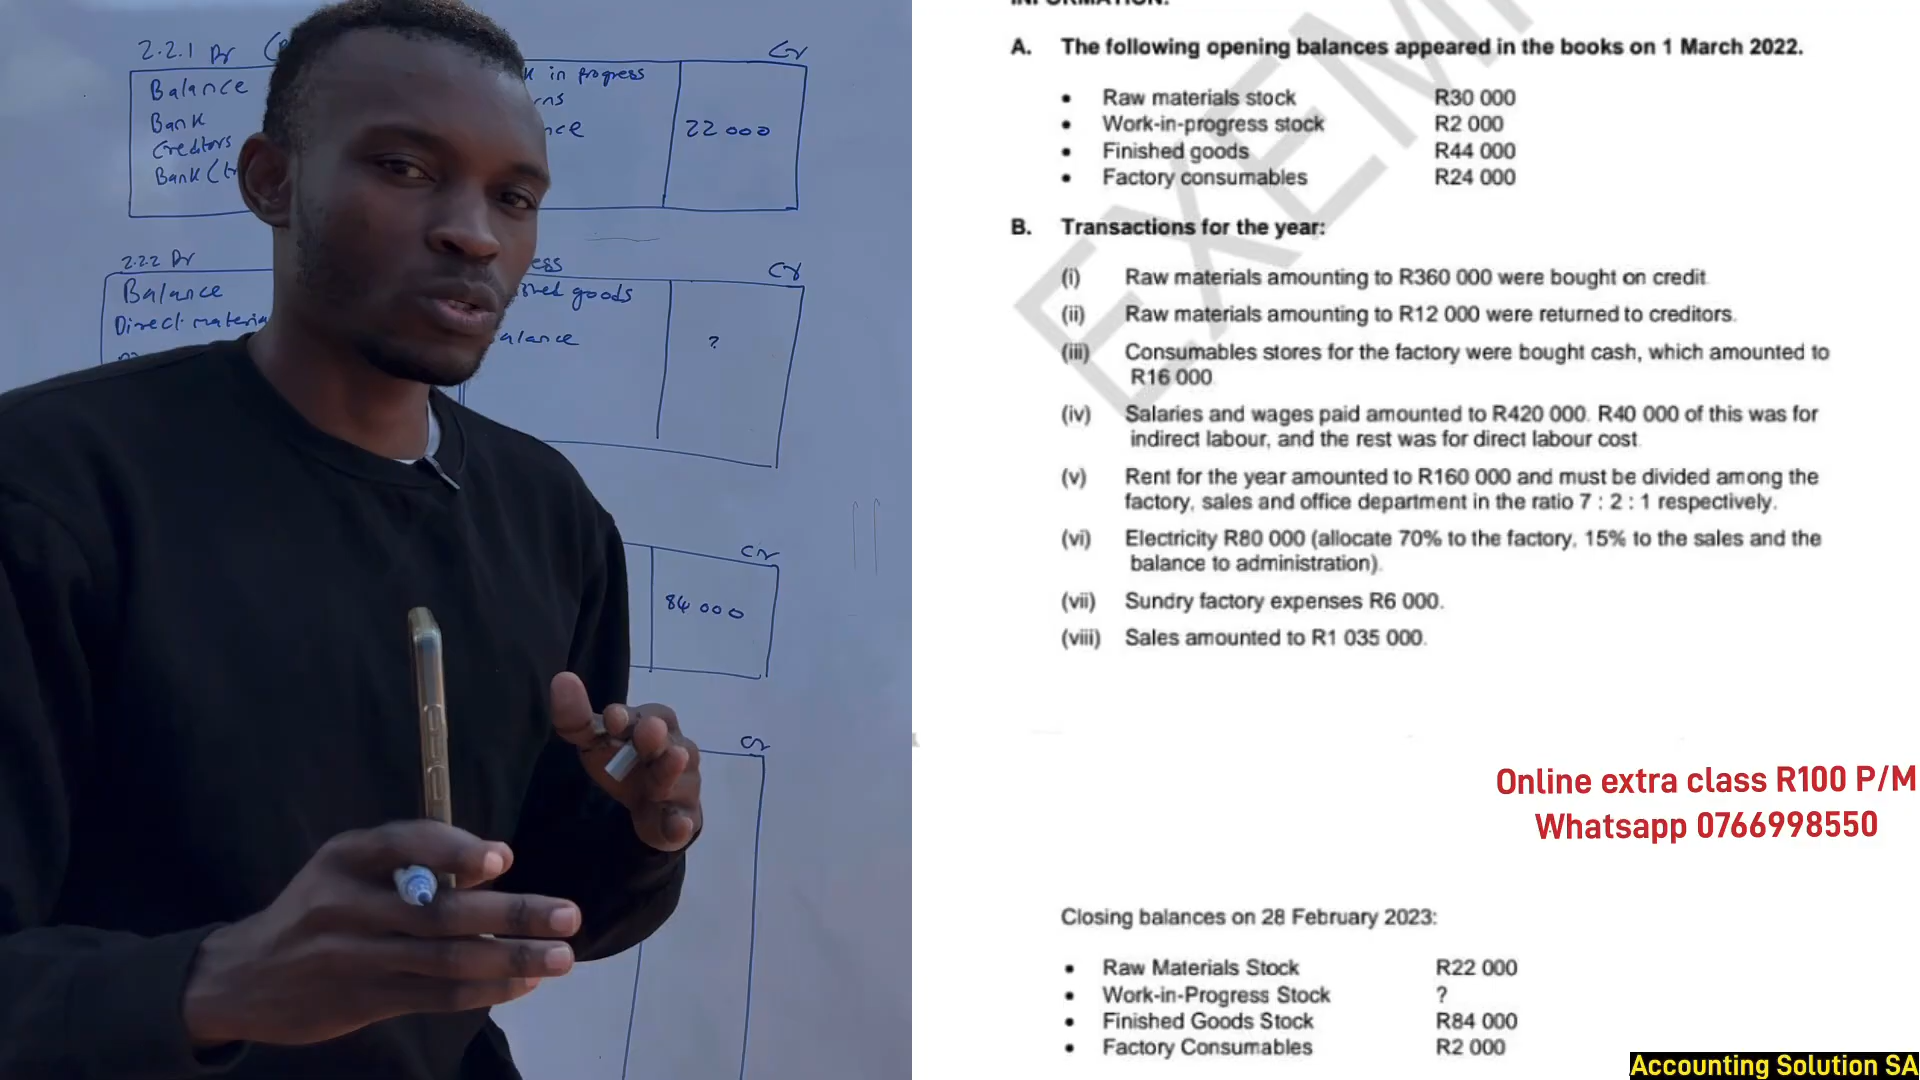 2.2.1 Dr
Cr
Balance
Bank
Creditors
in progress
22 000
2.2.2 Dr
Cr
Balance
Direct materia
goods
alance
?
Cr
84 000
Cr
INFORMATION:
A. The following opening balances appeared in the books on 1 March 2022.
• Raw materials stock R30 000
• Work-in-progress stock R2 000
• Finished goods R44 000
• Factory consumables R24 000
B. Transactions for the year:
(i) Raw materials amounting to R360 000 were bought on credit
(ii) Raw materials amounting to R12 000 were returned to creditors.
(iii) Consumables stores for the factory were bought cash, which amounted to
R16 000
(iv) Salaries and wages paid amounted to R420 000. R40 000 of this was for
indirect labour, and the rest was for direct labour cost
(v) Rent for the year amounted to R160 000 and must be divided among the
factory, sales and office department in the ratio 7 : 2 : 1 respectively.
(vi) Electricity R80 000 (allocate 70% to the factory, 15% to the sales and the
balance to administration).
(vii) Sundry factory expenses R6 000.
(viii) Sales amounted to R1 035 000.
Online extra class R100 P/M
Whatsapp 0766998550
Closing balances on 28 February 2023:
• Raw Materials Stock R22 000
• Work-in-Progress Stock ?
• Finished Goods Stock R84 000
• Factory Consumables R2 000
Accounting Solution SA